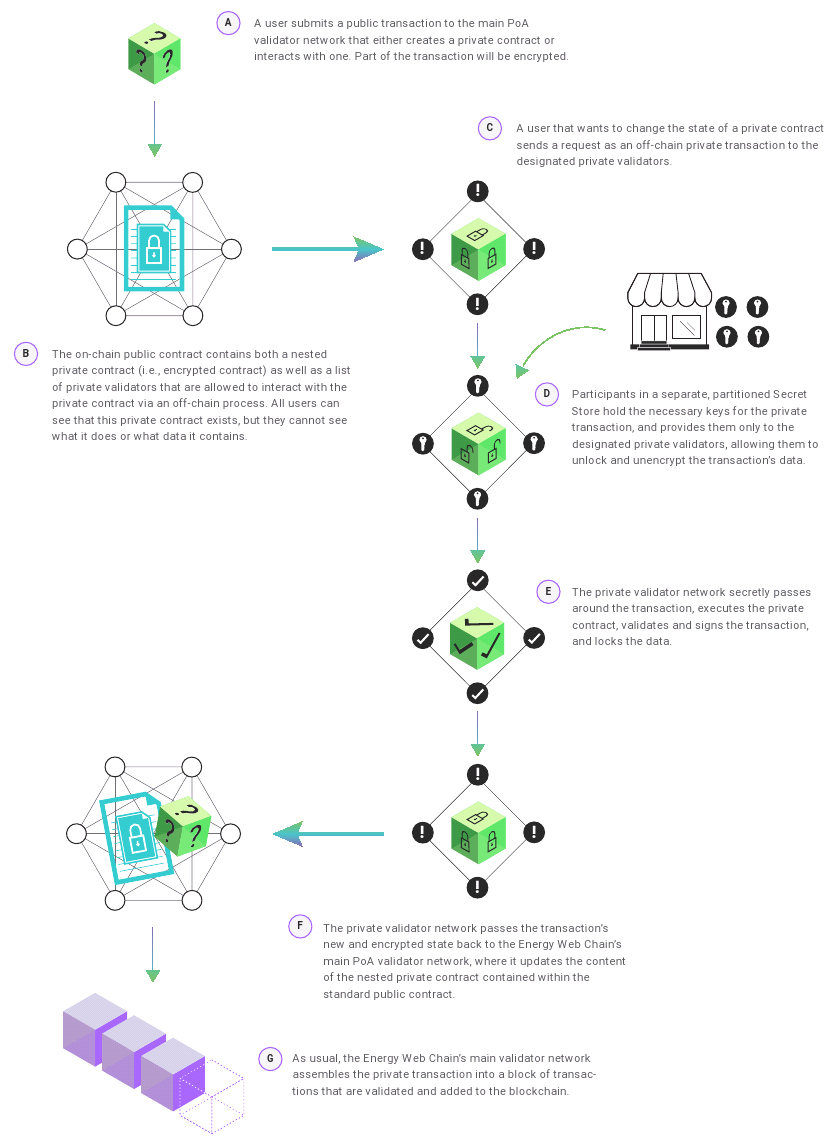 A
A user submits a public transaction to the main PoA
validator network that either creates a private contract or
interacts with one. Part of the transaction will be encrypted.
C
A user that wants to change the state of a private contract
sends a request as an off-chain private transaction to the
designated private validators.
B
The on-chain public contract contains both a nested
private contract (i.e., encrypted contract) as well as a list
of private validators that are allowed to interact with the
private contract via an off-chain process. All users can
see that this private contract exists, but they cannot see
what it does or what data it contains.
D
Participants in a separate, partitioned Secret
Store hold the necessary keys for the private
transaction, and provides them only to the
designated private validators, allowing them to
unlock and unencrypt the transaction's data.
E
The private validator network secretly passes
around the transaction, executes the private
contract, validates and signs the transaction,
and locks the data.
F
The private validator network passes the transaction's
new and encrypted state back to the Energy Web Chain's
main PoA validator network, where it updates the content
of the nested private contract contained within the
standard public contract.
G
As usual, the Energy Web Chain's main validator network
assembles the private transaction into a block of transac-
tions that are validated and added to the blockchain.